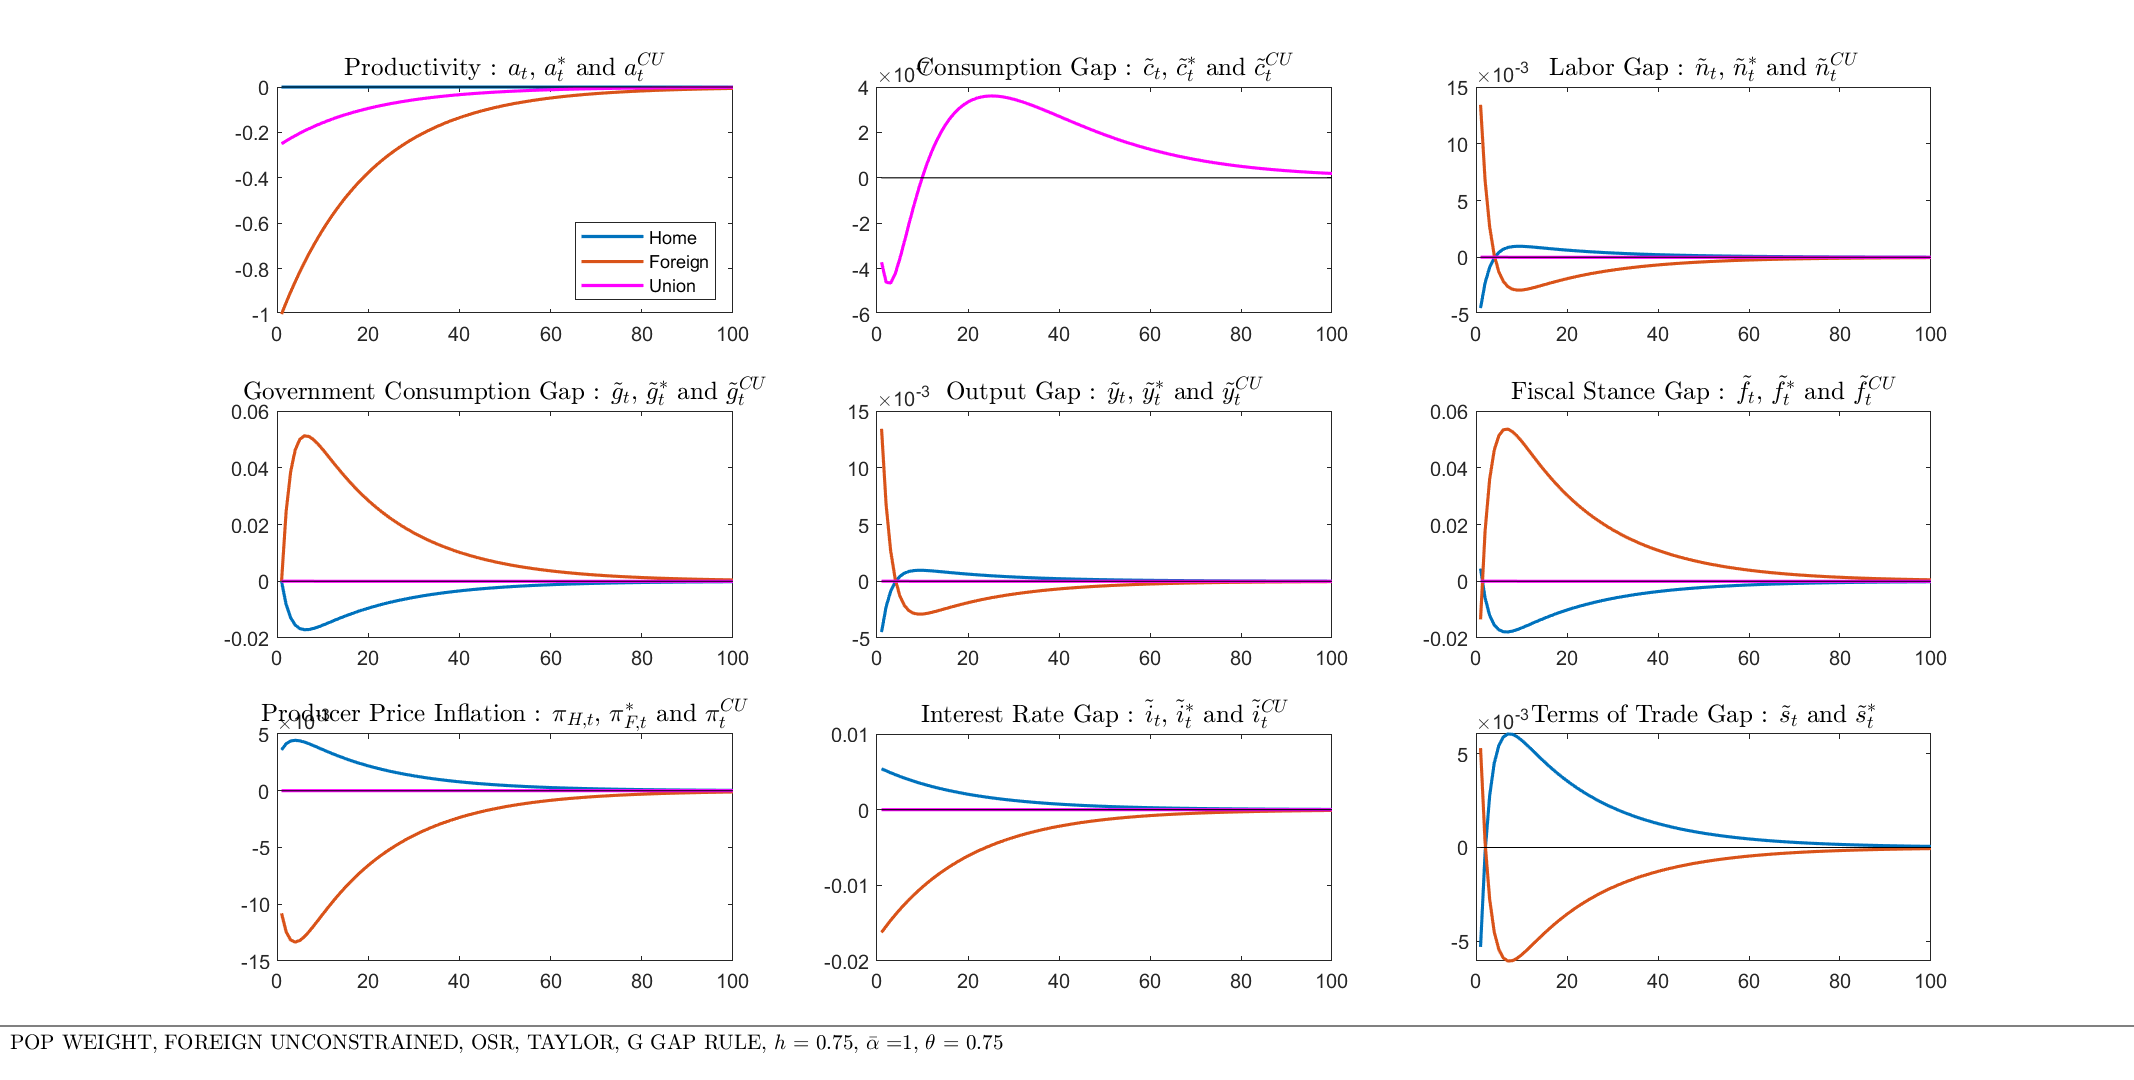 Productivity : a_t, a_t^* and a_t^{CU}
0
-0.2
-0.4
-0.6
-0.8
-1
0 20 40 60 80 100
Home
Foreign
Union
Consumption Gap : c̃_t, c̃_t^* and c̃_t^{CU}
4
2
0
-2
-4
-6
0 20 40 60 80 100
Labor Gap : ñ_t, ñ_t^* and ñ_t^{CU}
×10^{-3}
15
10
5
0
-5
0 20 40 60 80 100
Government Consumption Gap : g̃_t, g̃_t^* and g̃_t^{CU}
0.06
0.04
0.02
0
-0.02
0 20 40 60 80 100
Output Gap : ỹ_t, ỹ_t^* and ỹ_t^{CU}
×10^{-3}
15
10
5
0
-5
0 20 40 60 80 100
Fiscal Stance Gap : f̃_t, f̃_t^* and f̃_t^{CU}
0.06
0.04
0.02
0
-0.02
0 20 40 60 80 100
Producer Price Inflation : π_{H,t}, π_{F,t}^* and π_t^{CU}
×10^{-3}
5
0
-5
-10
-15
0 20 40 60 80 100
Interest Rate Gap : ĩ_t, ĩ_t^* and ĩ_t^{CU}
0.01
0
-0.01
-0.02
0 20 40 60 80 100
Terms of Trade Gap : s̃_t and s̃_t^*
×10^{-3}
5
0
-5
0 20 40 60 80 100
POP WEIGHT, FOREIGN UNCONSTRAINED, OSR, TAYLOR, G GAP RULE, h = 0.75, ᾱ =1, θ = 0.75